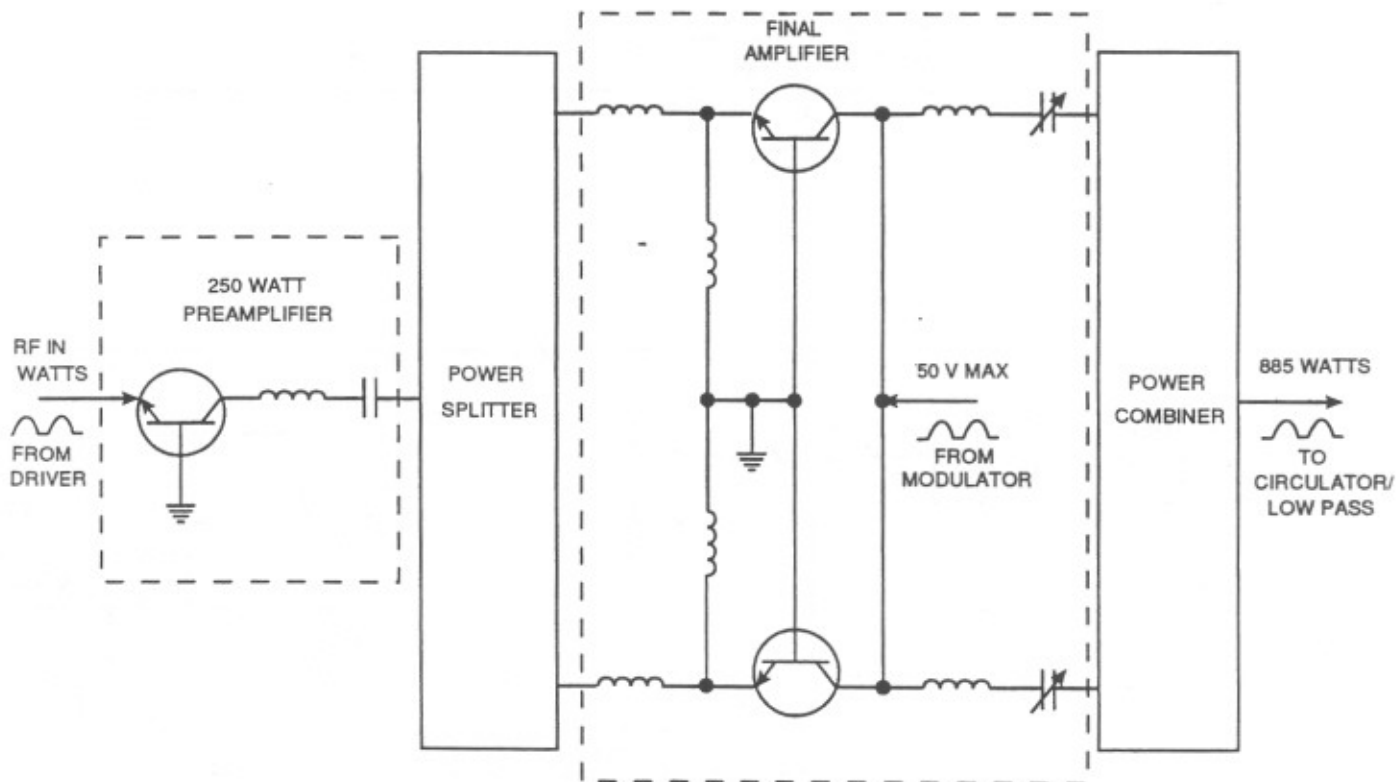 FINAL
AMPLIFIER
250 WATT
PREAMPLIFIER
RF IN
WATTS
FROM
DRIVER
POWER
SPLITTER
50 V MAX
FROM
MODULATOR
POWER
COMBINER
885 WATTS
TO
CIRCULATOR/
LOW PASS